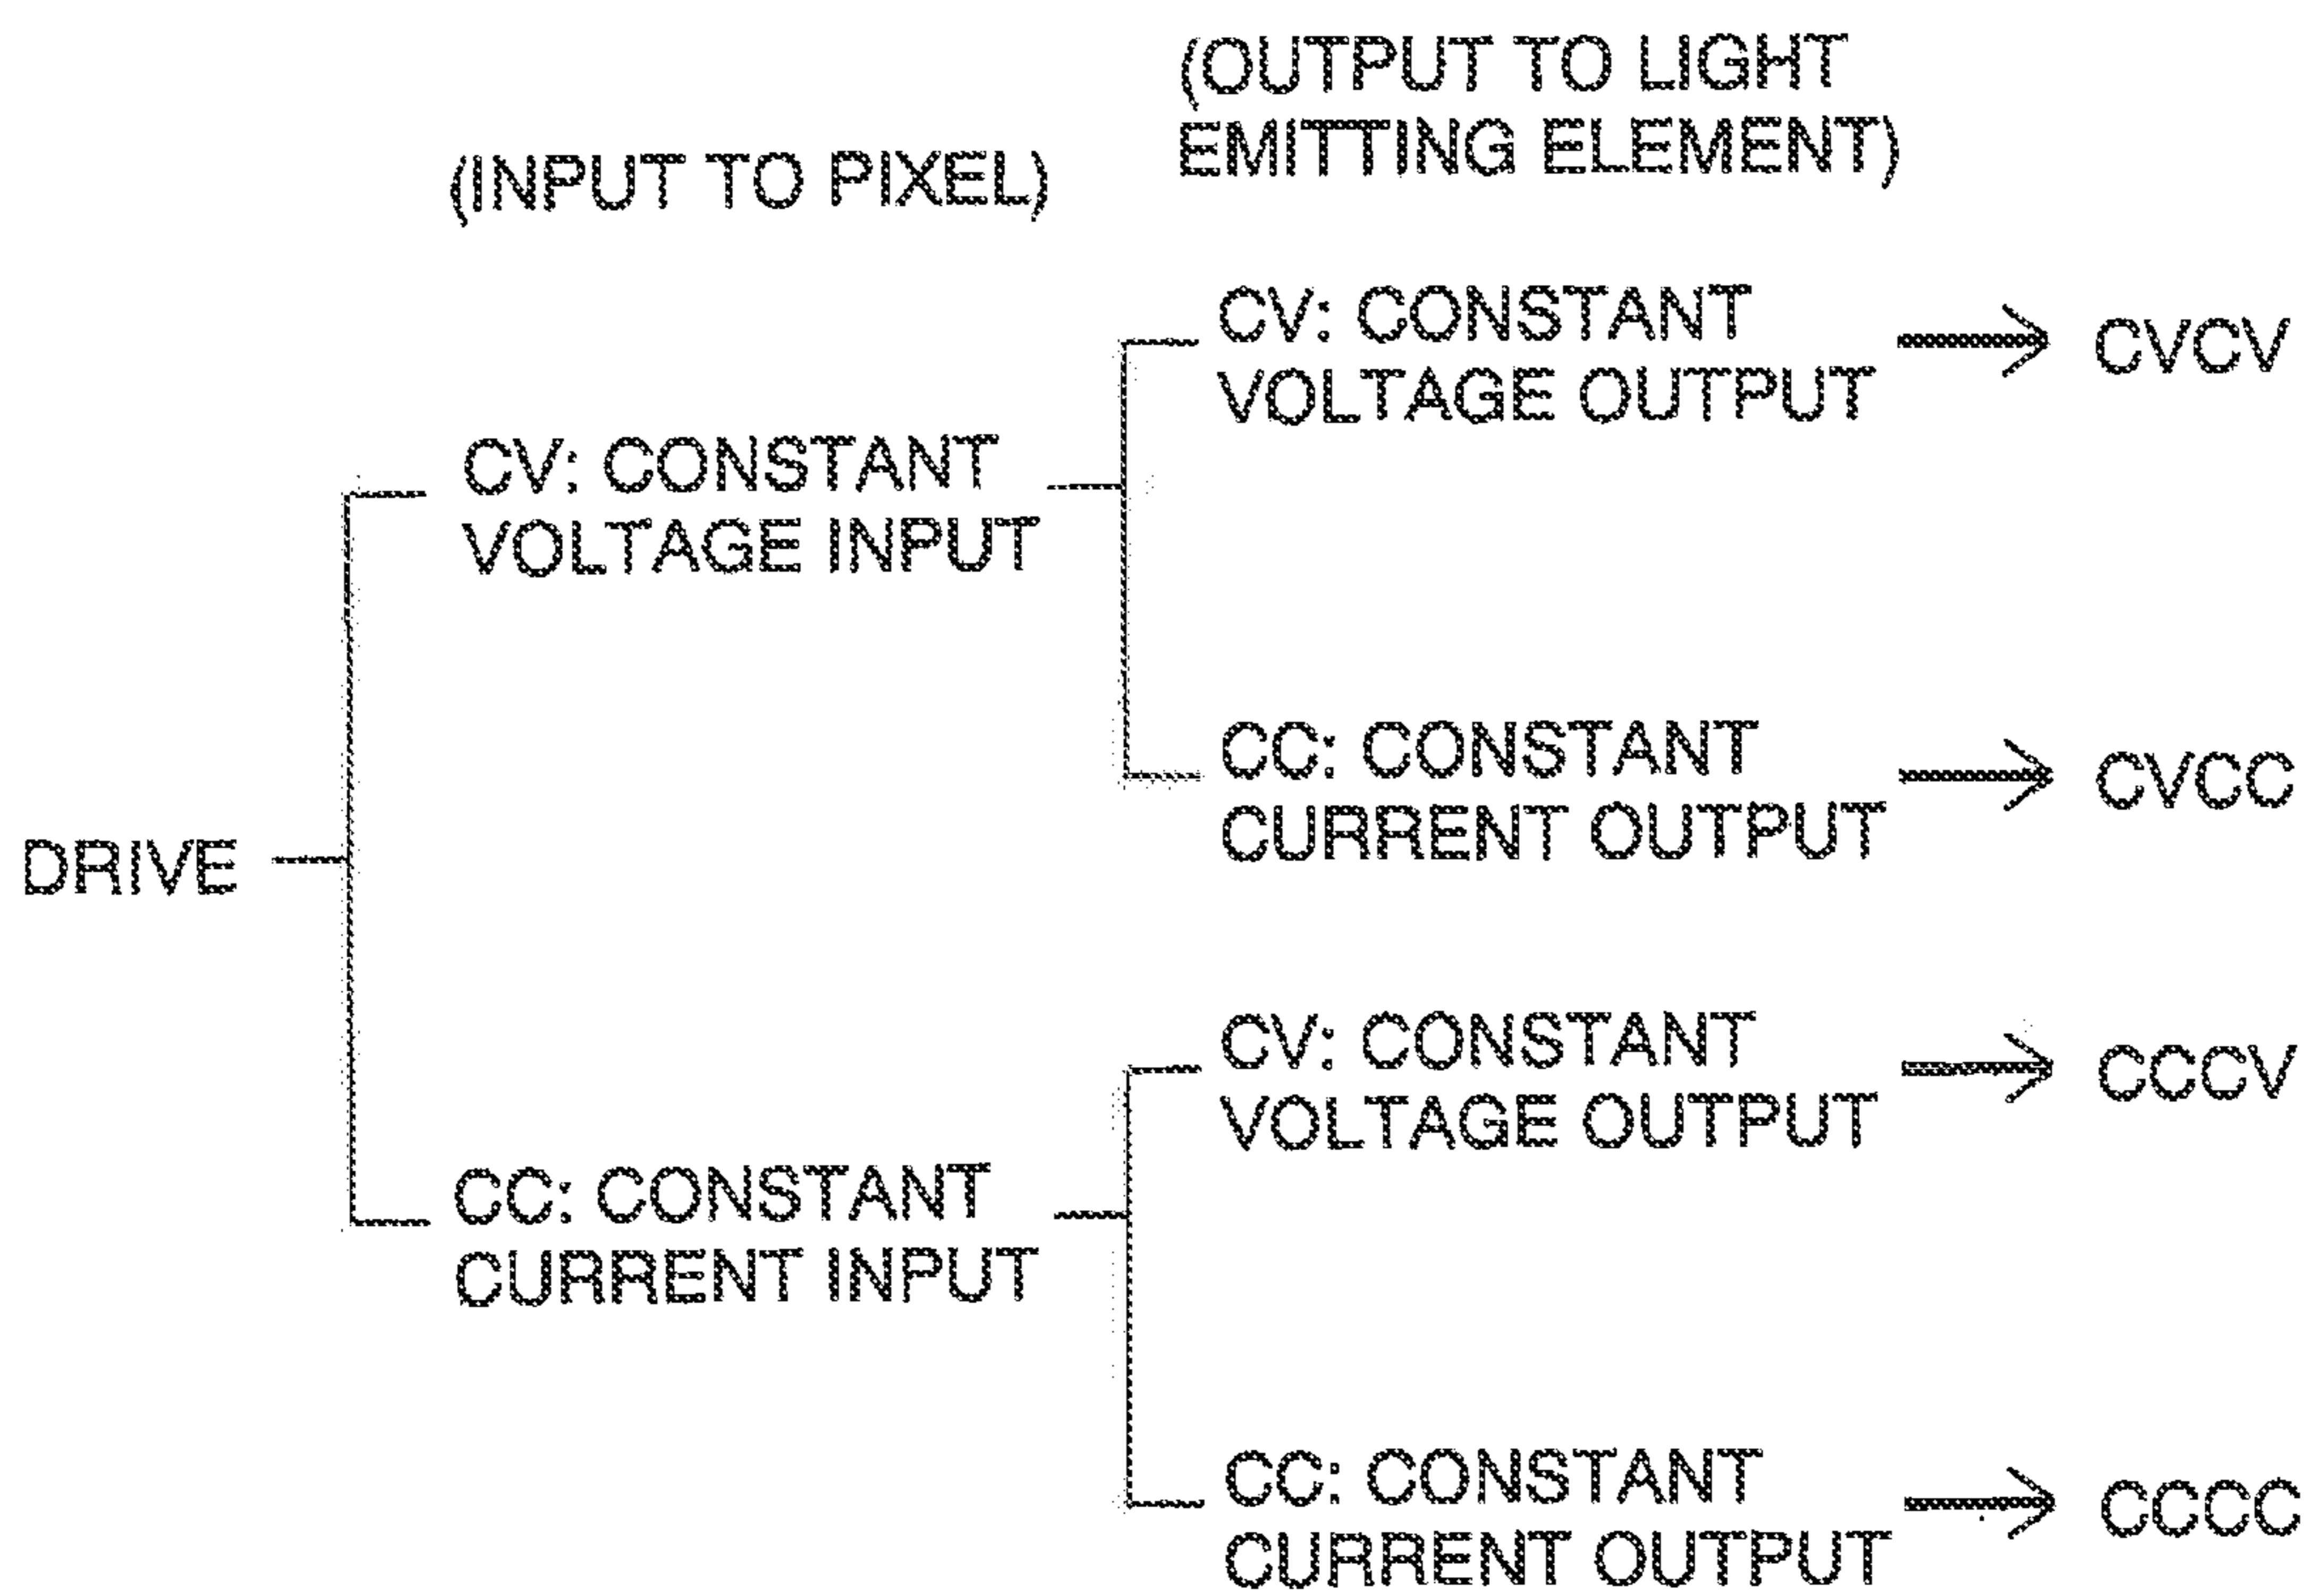 (OUTPUT TO LIGHT
EMITTING ELEMENT)
(INPUT TO PIXEL)
CV: CONSTANT
VOLTAGE OUTPUT
CVCV
CV: CONSTANT
VOLTAGE INPUT
CC: CONSTANT
CURRENT OUTPUT
CVCC
DRIVE
CV: CONSTANT
VOLTAGE OUTPUT
CCCV
CC: CONSTANT
CURRENT INPUT
CC: CONSTANT
CURRENT OUTPUT
CCCC